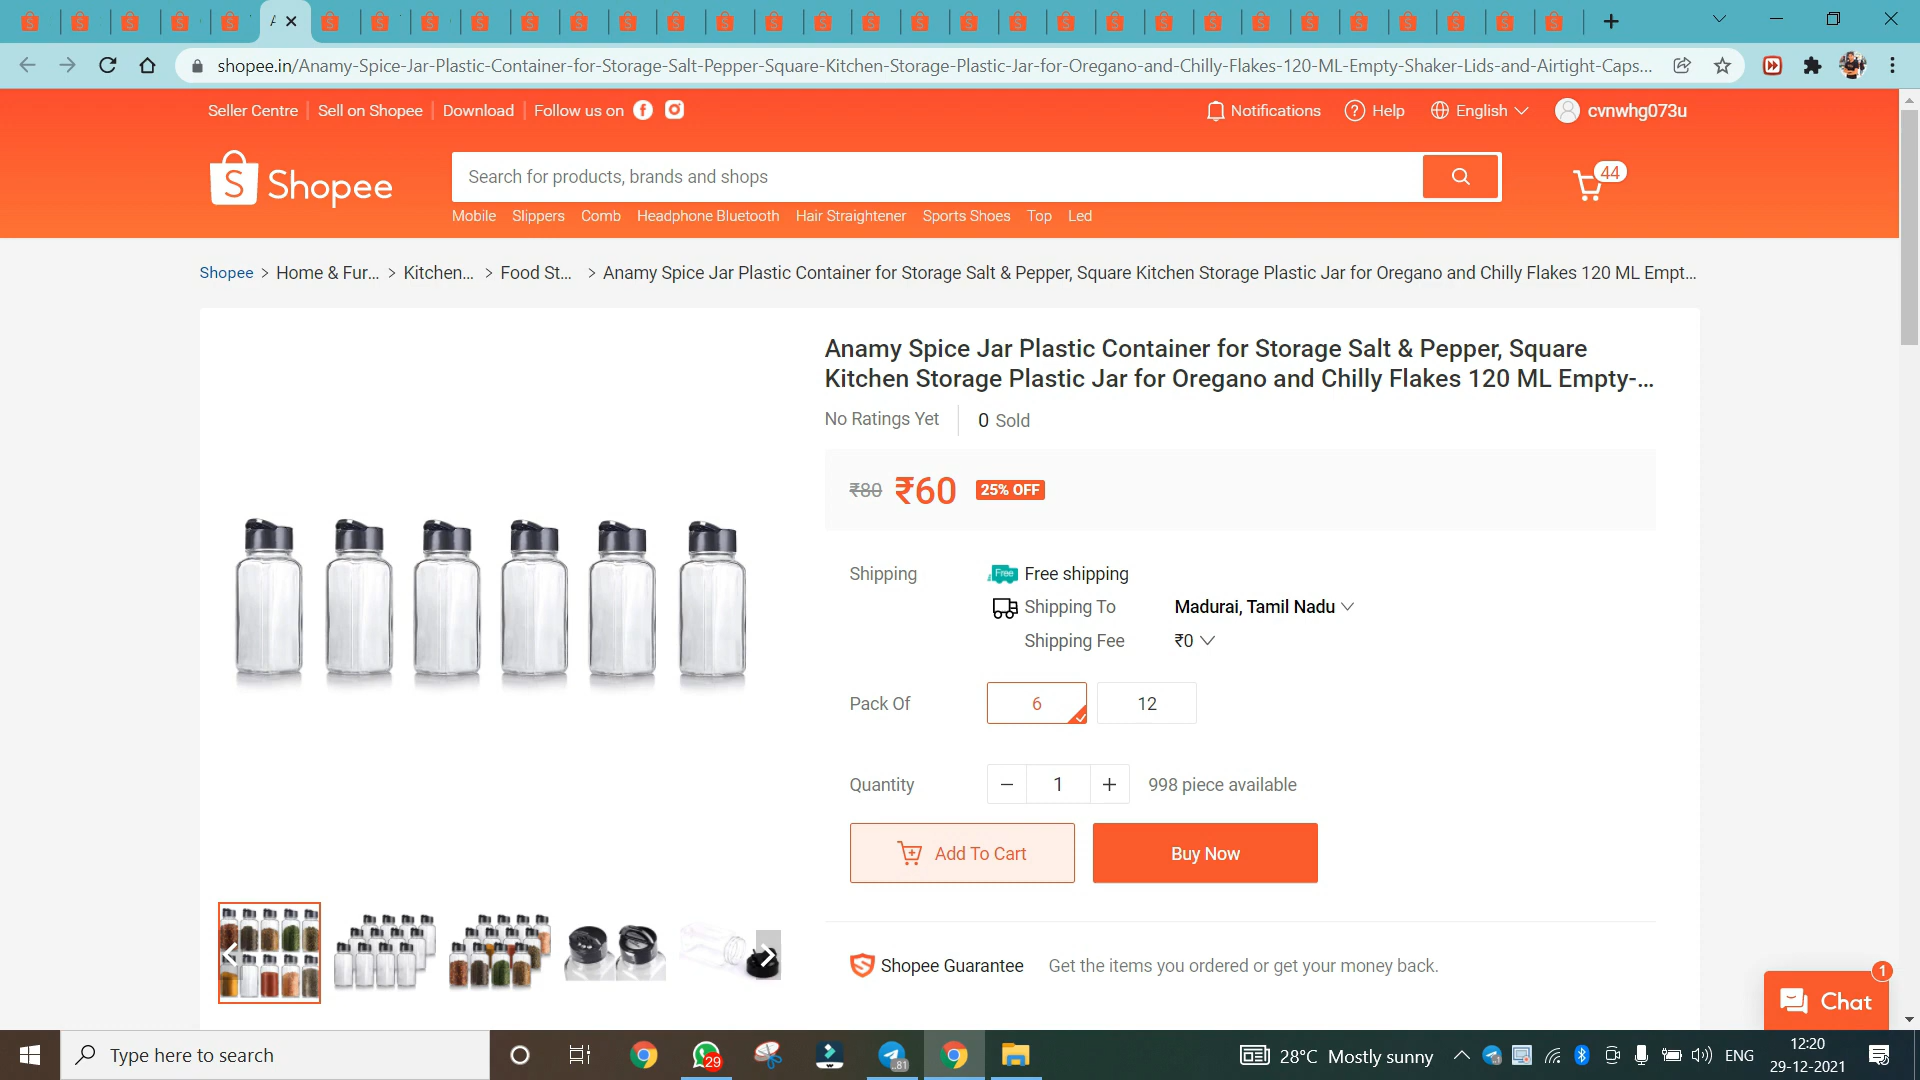 shopee.in/Anamy-Spice-Jar-Plastic-Container-for-Storage-Salt-Pepper-Square-Kitchen-Storage-Plastic-Jar-for-Oregano-and-Chilly-Flakes-120-ML-Empty-Shaker-Lids-and-Airtight-Caps...
Seller Centre | Sell on Shopee | Download | Follow us on
Notifications Help English cvnwhg073u
Shopee
Search for products, brands and shops
44
Mobile Slippers Comb Headphone Bluetooth Hair Straightener Sports Shoes Top Led
Shopee > Home & Fur... > Kitchen... > Food St... > Anamy Spice Jar Plastic Container for Storage Salt & Pepper, Square Kitchen Storage Plastic Jar for Oregano and Chilly Flakes 120 ML Empt...
Anamy Spice Jar Plastic Container for Storage Salt & Pepper, Square
Kitchen Storage Plastic Jar for Oregano and Chilly Flakes 120 ML Empty-...
No Ratings Yet 0 Sold
₹80 ₹60 25% OFF
Shipping Free Free shipping
Shipping To Madurai, Tamil Nadu
Shipping Fee ₹0
Pack Of 6 12
Quantity 1 998 piece available
Add To Cart Buy Now
Shopee Guarantee Get the items you ordered or get your money back.
1
Chat
Type here to search
29
81
28°C Mostly sunny
ENG
12:20
29-12-2021